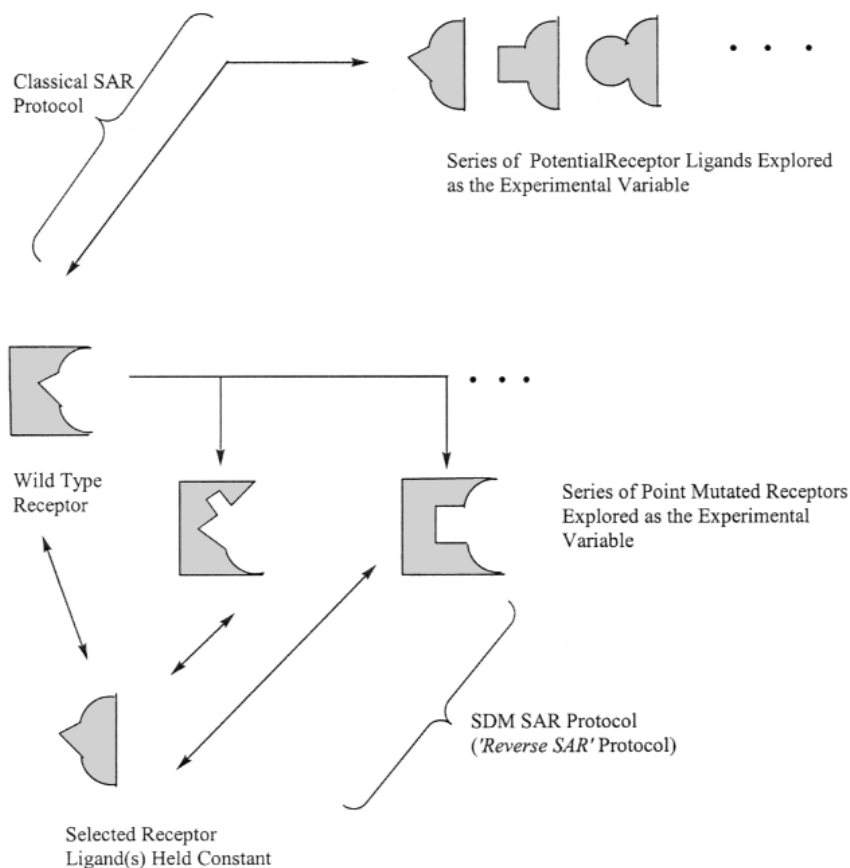 Classical SAR
Protocol
Series of PotentialReceptor Ligands Explored
as the Experimental Variable
Wild Type
Receptor
Series of Point Mutated Receptors
Explored as the Experimental
Variable
SDM SAR Protocol
('Reverse SAR' Protocol)
Selected Receptor
Ligand(s) Held Constant